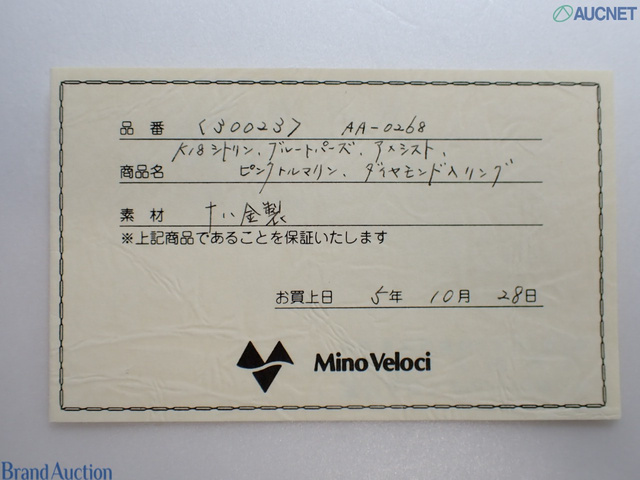 AUCNET
品番 <30023> AA-0268
K18シトリン、ブルートパーズ、アメシスト、
商品名 ピンクトルマリン、ダイヤモンド入リング
素材 十八金製
※上記商品であることを保証いたします
お買上日 5年 10月 28日
Mino Veloci
Brand Auction